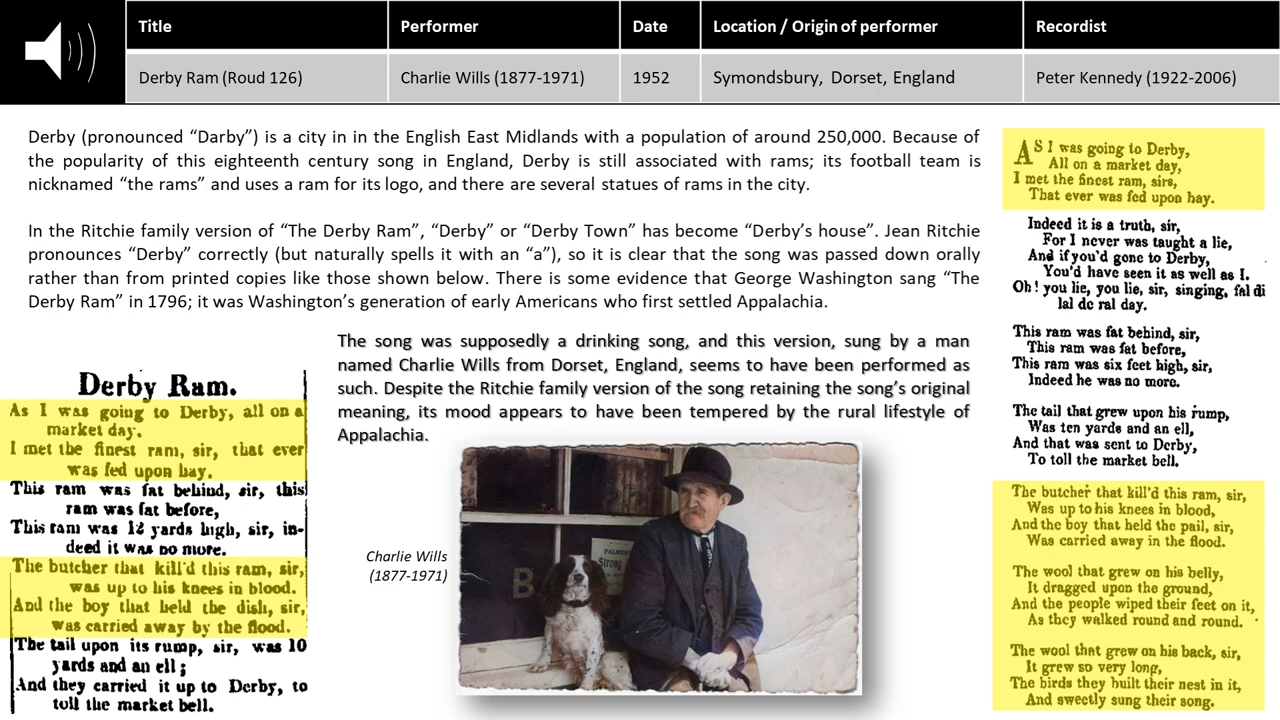 Title
Performer
Date
Location / Origin of performer
Recordist
Derby Ram (Roud 126)
Charlie Wills (1877-1971)
1952
Symondsbury, Dorset, England
Peter Kennedy (1922-2006)
Derby (pronounced “Darby”) is a city in in the English East Midlands with a population of around 250,000. Because of
the popularity of this eighteenth century song in England, Derby is still associated with rams; its football team is
nicknamed “the rams” and uses a ram for its logo, and there are several statues of rams in the city.
In the Ritchie family version of “The Derby Ram”, “Derby” or “Derby Town” has become “Derby’s house”. Jean Ritchie
pronounces “Derby” correctly (but naturally spells it with an “a”), so it is clear that the song was passed down orally
rather than from printed copies like those shown below. There is some evidence that George Washington sang “The
Derby Ram” in 1796; it was Washington’s generation of early Americans who first settled Appalachia.
The song was supposedly a drinking song, and this version, sung by a man
named Charlie Wills from Dorset, England, seems to have been performed as
such. Despite the Ritchie family version of the song retaining the song’s original
meaning, its mood appears to have been tempered by the rural lifestyle of
Appalachia.
Derby Ram.
As I was going to Derby, all on a
market day.
I met the finest ram, sir, that ever
was fed upon hay.
This ram was fat behind, sir, this
ram was fat before,
This ram was 12 yards high, sir, in-
deed it was no more.
The butcher that kill'd this ram, sir,
was up to his knees in blood.
And the boy that held the dish, sir,
was carried away by the flood.
The tail upon its rump, sir, was 10
yards and an ell;
And they carried it up to Derby, to
toll the market bell.
Charlie Wills
(1877-1971)
B
PALMER
Strong
AS I was going to Derby,
All on a market day,
I met the finest ram, sirs,
That ever was fed upon hay.
Indeed it is a truth, sir,
For I never was taught a lie,
And if you'd gone to Derby,
You'd have seen it as well as I.
Oh! you lie, you lie, sir, singing, fal di
lal de ral day.
This ram was fat behind, sir,
This ram was fat before,
This ram was six feet high, sir,
Indeed he was no more.
The tail that grew upon his rump,
Was ten yards and an ell,
And that was sent to Derby,
To toll the market bell.
The butcher that kill'd this ram, sir,
Was up to his knees in blood,
And the boy that held the pail, sir,
Was carried away in the flood.
The wool that grew on his belly,
It dragged upon the ground,
And the people wiped their feet on it,
As they walked round and round.
The wool that grew on his back, sir,
It grew so very long,
The birds they built their nest in it,
And sweetly sung their song.